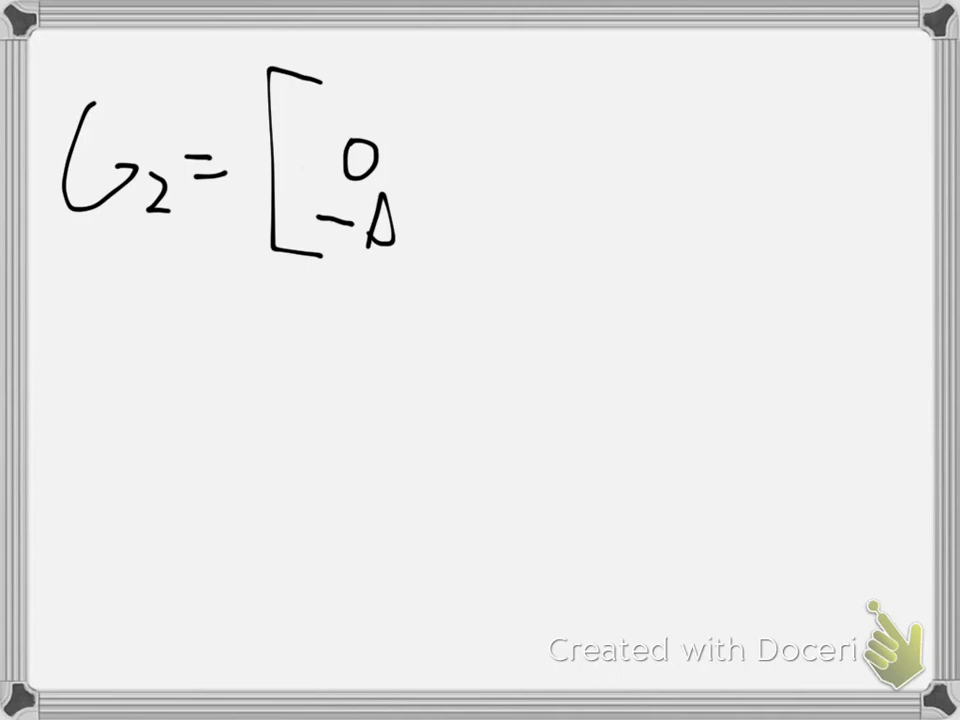 G₂ = [ 0
-Δ
Created with Doceri